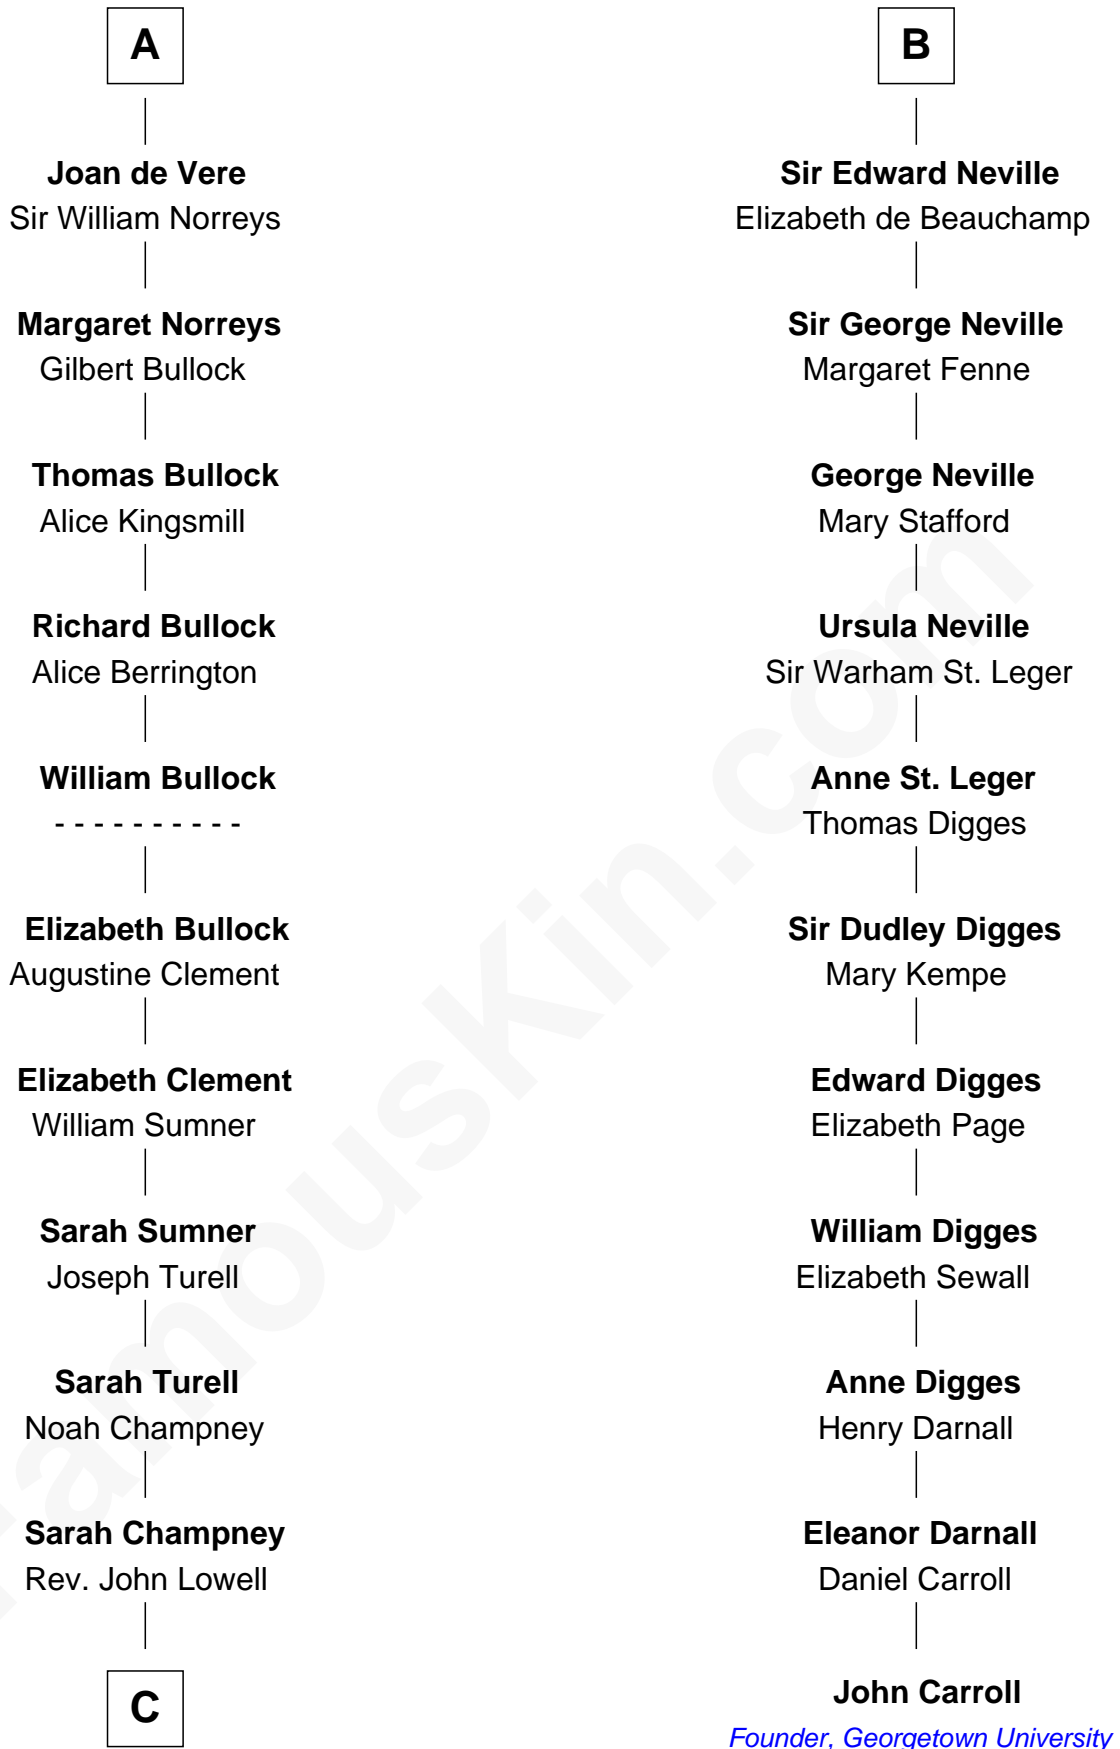 A
Joan de Vere
Sir William Norreys
Margaret Norreys
Gilbert Bullock
Thomas Bullock
Alice Kingsmill
Richard Bullock
Alice Berrington
William Bullock
- - - - - - - - - -
Elizabeth Bullock
Augustine Clement
Elizabeth Clement
William Sumner
Sarah Sumner
Joseph Turell
Sarah Turell
Noah Champney
Sarah Champney
Rev. John Lowell
C
B
Sir Edward Neville
Elizabeth de Beauchamp
Sir George Neville
Margaret Fenne
George Neville
Mary Stafford
Ursula Neville
Sir Warham St. Leger
Anne St. Leger
Thomas Digges
Sir Dudley Digges
Mary Kempe
Edward Digges
Elizabeth Page
William Digges
Elizabeth Sewall
Anne Digges
Henry Darnall
Eleanor Darnall
Daniel Carroll
John Carroll
Founder, Georgetown University
FamousKin.com